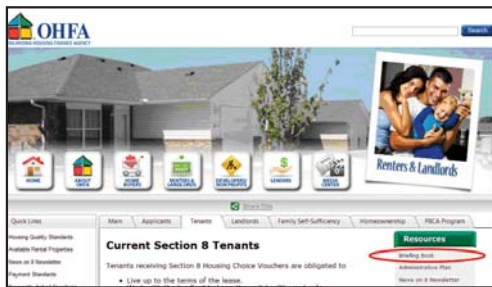 OHFA
OKLAHOMA HOUSING FINANCE AGENCY
Search
Renters & Landlords
HOME
ABOUT OHFA
HOME BUYERS
RENTERS & LANDLORDS
DEVELOPERS/ NONPROFITS
LENDERS
MEDIA CENTER
Share This
Quick Links
Main
Applicants
Tenants
Landlords
Family Self-Sufficiency
Homeownership
PBCA Program
Housing Quality Standards
Available Rental Properties
News on 8 Newsletter
Payment Standards
Current Section 8 Tenants
Tenants receiving Section 8 Housing Choice Vouchers are obligated to
• Live up to the terms of the lease.
Resources
Briefing Book
Administrative Plan
News on 8 Newsletter